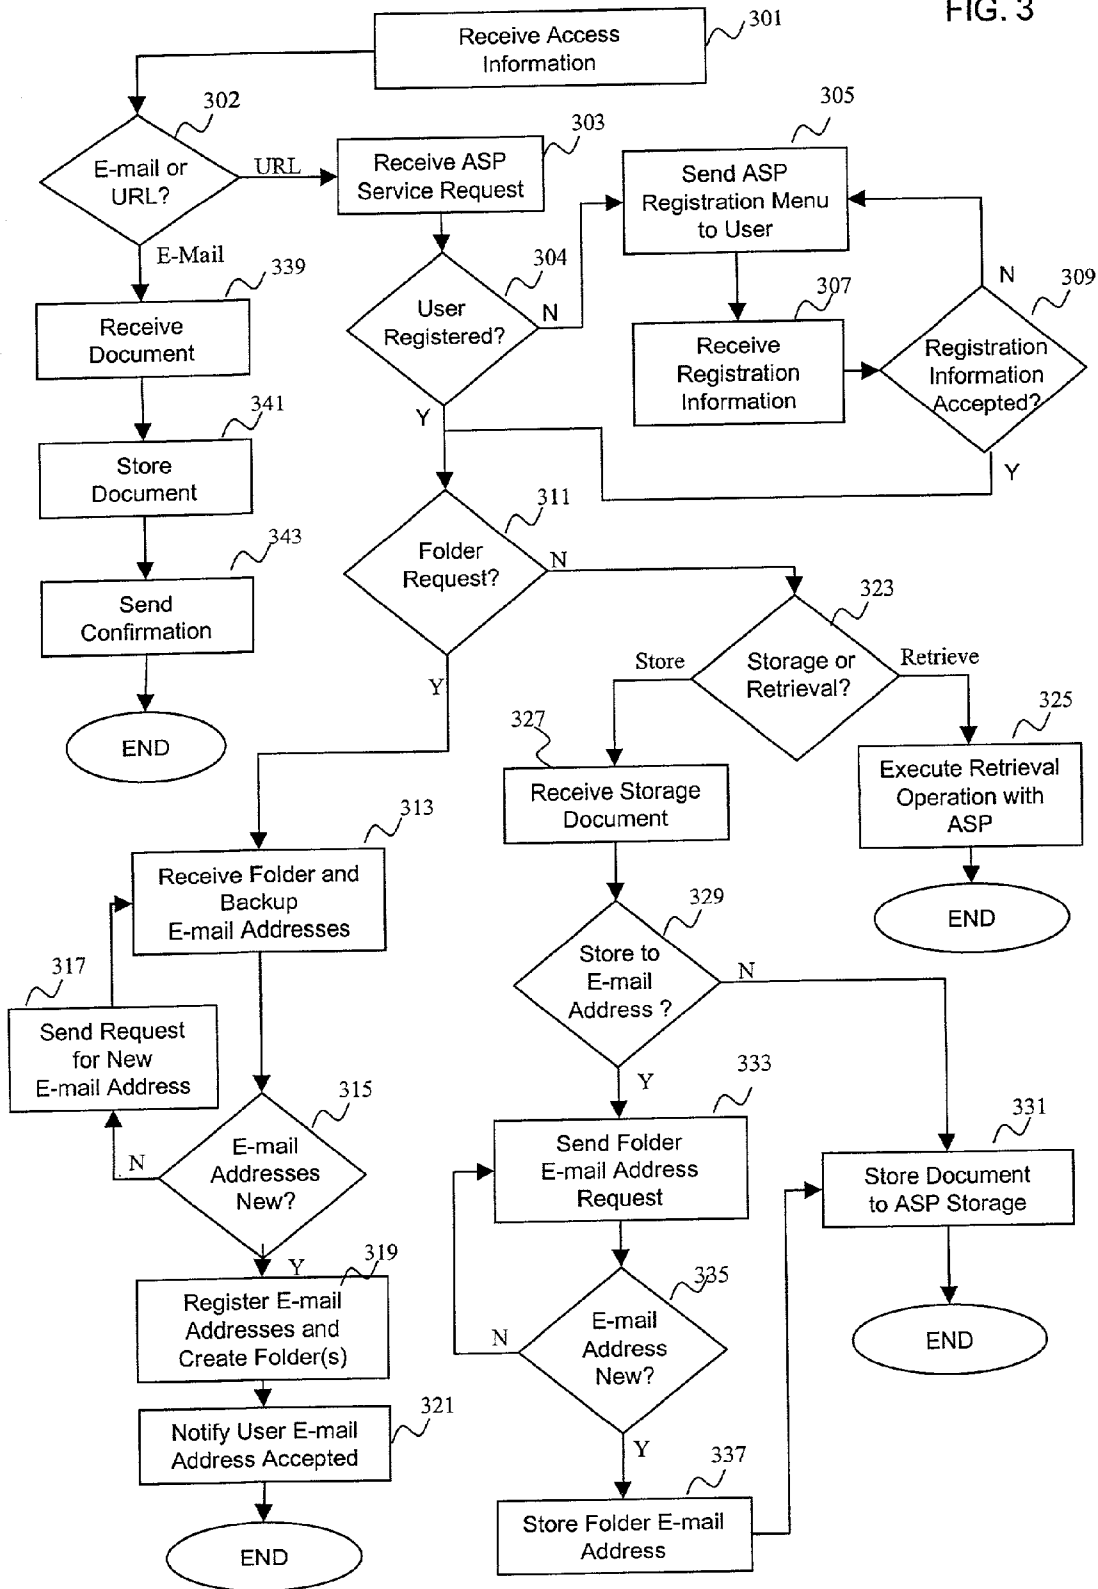 FIG. 3
Receive Access
Information
301
302
E-mail or
URL?
URL
303
Receive ASP
Service Request
305
Send ASP
Registration Menu
to User
E-Mail
339
Receive
Document
304
User
Registered?
N
Y
307
Receive
Registration
Information
N
309
Registration
Information
Accepted?
Y
341
Store
Document
343
Send
Confirmation
END
311
Folder
Request?
N
Y
323
Storage or
Retrieval?
Store
Retrieve
325
Execute Retrieval
Operation with
ASP
END
327
Receive Storage
Document
313
Receive Folder and
Backup
E-mail Addresses
317
Send Request
for New
E-mail Address
315
E-mail
Addresses
New?
N
Y
319
Register E-mail
Addresses and
Create Folder(s)
321
Notify User E-mail
Address Accepted
END
329
Store to
E-mail
Address ?
N
Y
333
Send Folder
E-mail Address
Request
331
Store Document
to ASP Storage
END
335
E-mail
Address
New?
N
Y
337
Store Folder E-mail
Address